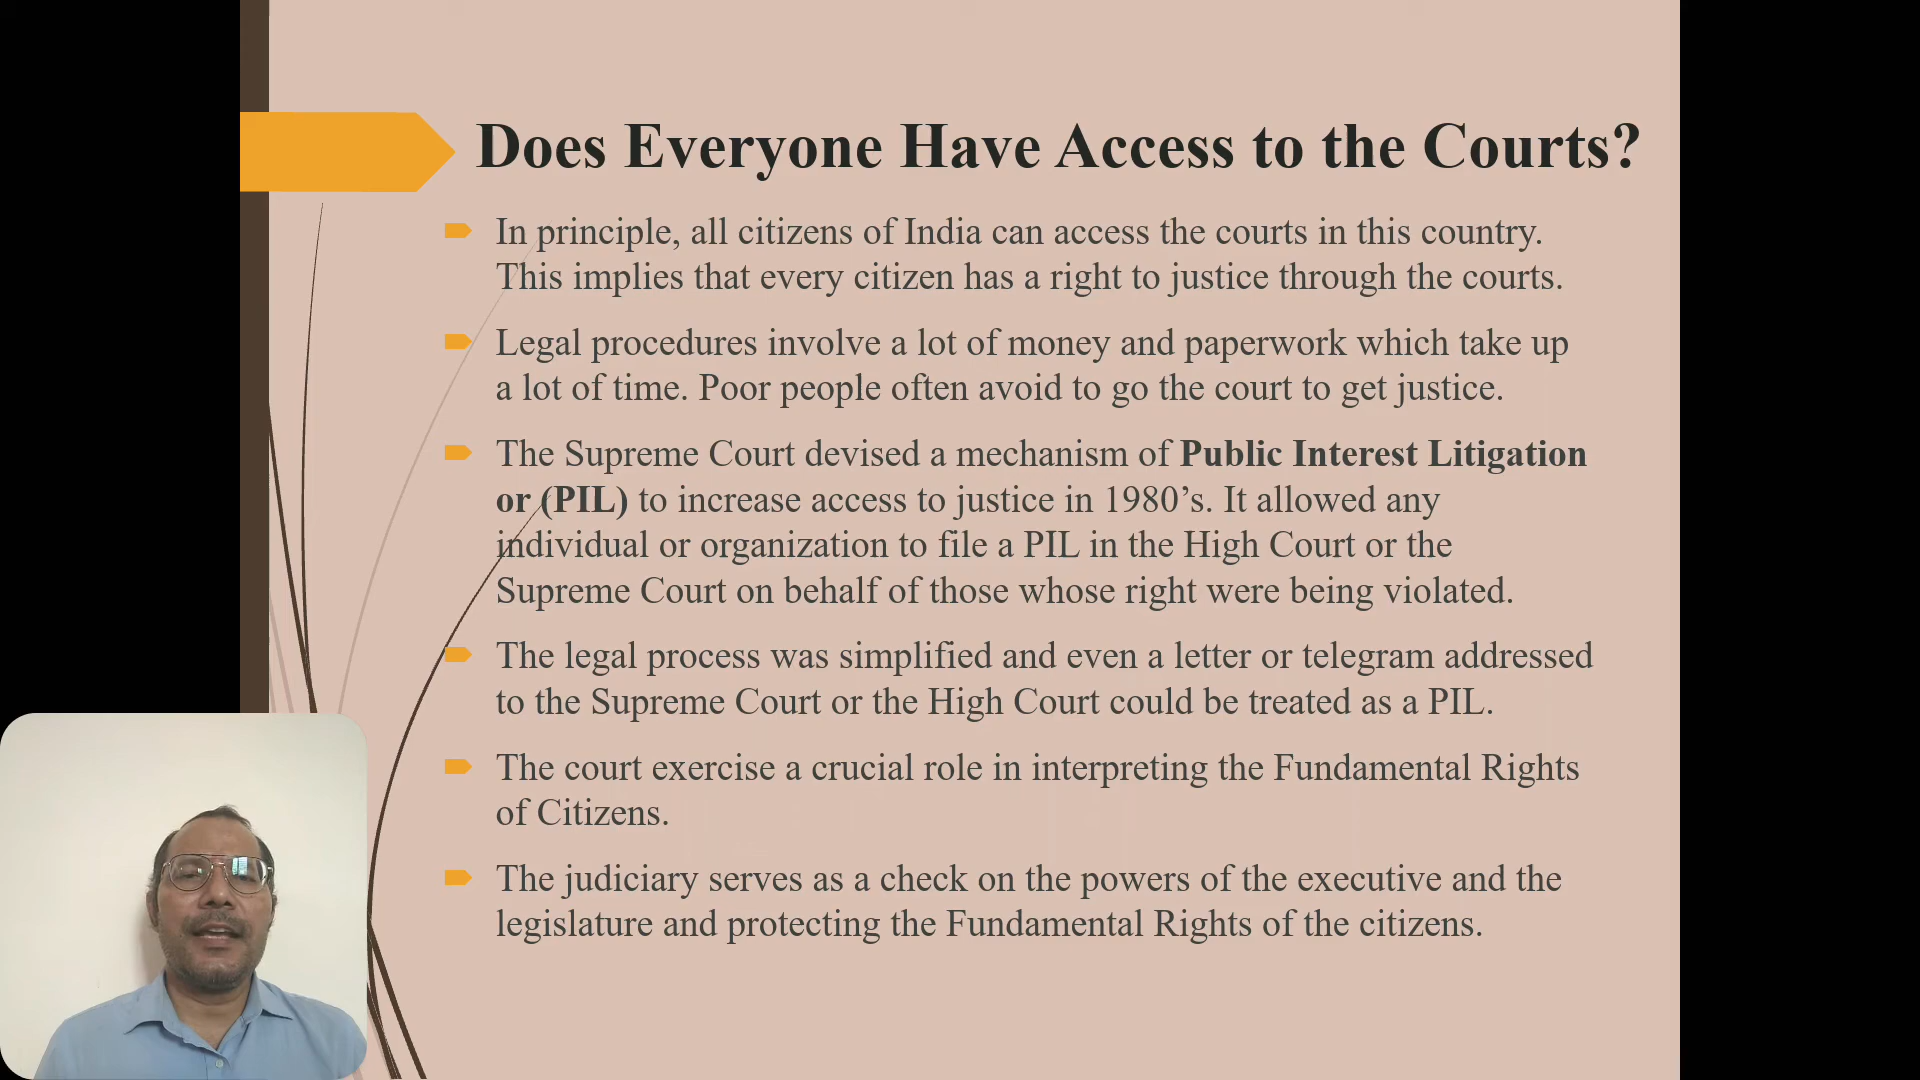 Does Everyone Have Access to the Courts?
In principle, all citizens of India can access the courts in this country.
This implies that every citizen has a right to justice through the courts.
Legal procedures involve a lot of money and paperwork which take up
a lot of time. Poor people often avoid to go the court to get justice.
The Supreme Court devised a mechanism of Public Interest Litigation
or (PIL) to increase access to justice in 1980’s. It allowed any
individual or organization to file a PIL in the High Court or the
Supreme Court on behalf of those whose right were being violated.
The legal process was simplified and even a letter or telegram addressed
to the Supreme Court or the High Court could be treated as a PIL.
The court exercise a crucial role in interpreting the Fundamental Rights
of Citizens.
The judiciary serves as a check on the powers of the executive and the
legislature and protecting the Fundamental Rights of the citizens.